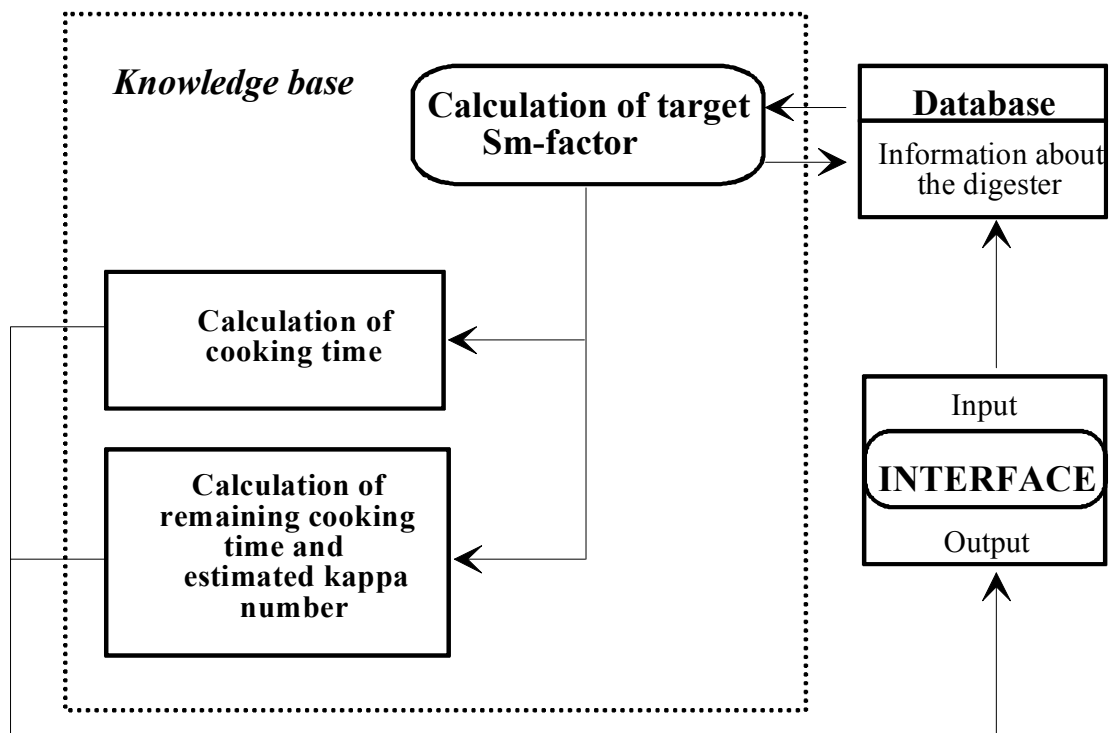 Knowledge base
Calculation of target
Sm-factor
Database
Information about
the digester
Calculation of
cooking time
Calculation of
remaining cooking
time and
estimated kappa
number
Input
INTERFACE
Output